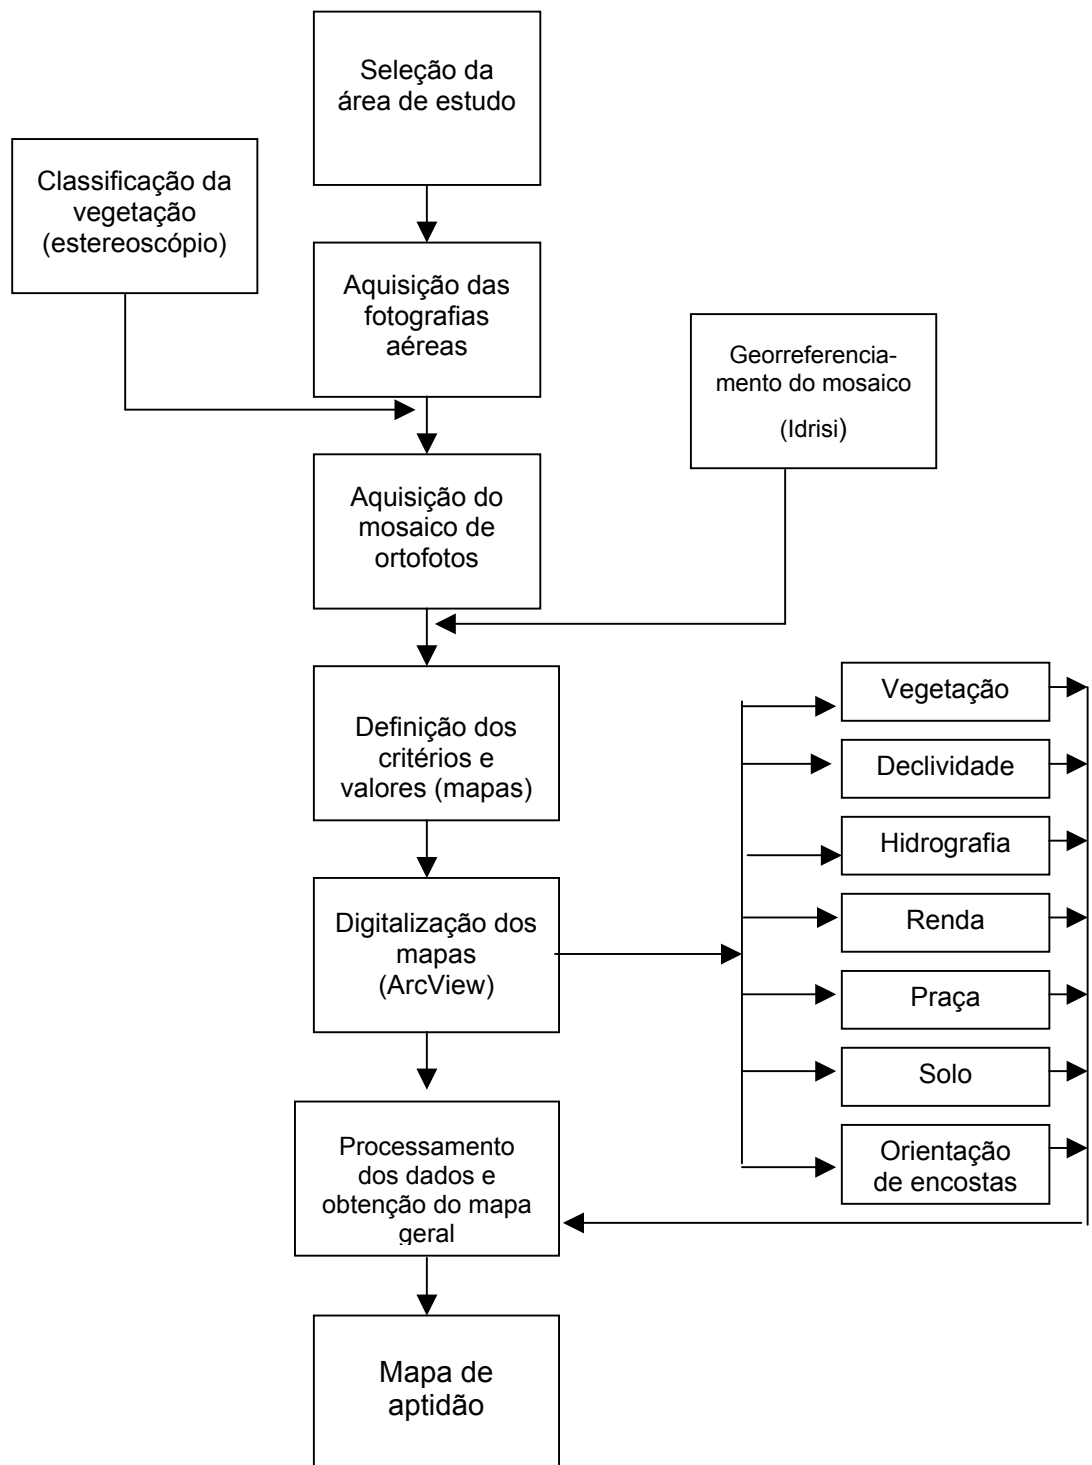 Seleção da
área de estudo
Classificação da
vegetação
(estereoscópio)
Aquisição das
fotografias
aéreas
Georreferencia-
mento do mosaico
(Idrisi)
Aquisição do
mosaico de
ortofotos
Definição dos
critérios e
valores (mapas)
Digitalização dos
mapas
(ArcView)
Vegetação
Declividade
Hidrografia
Renda
Praça
Solo
Orientação
de encostas
Processamento
dos dados e
obtenção do mapa
geral
Mapa de
aptidão